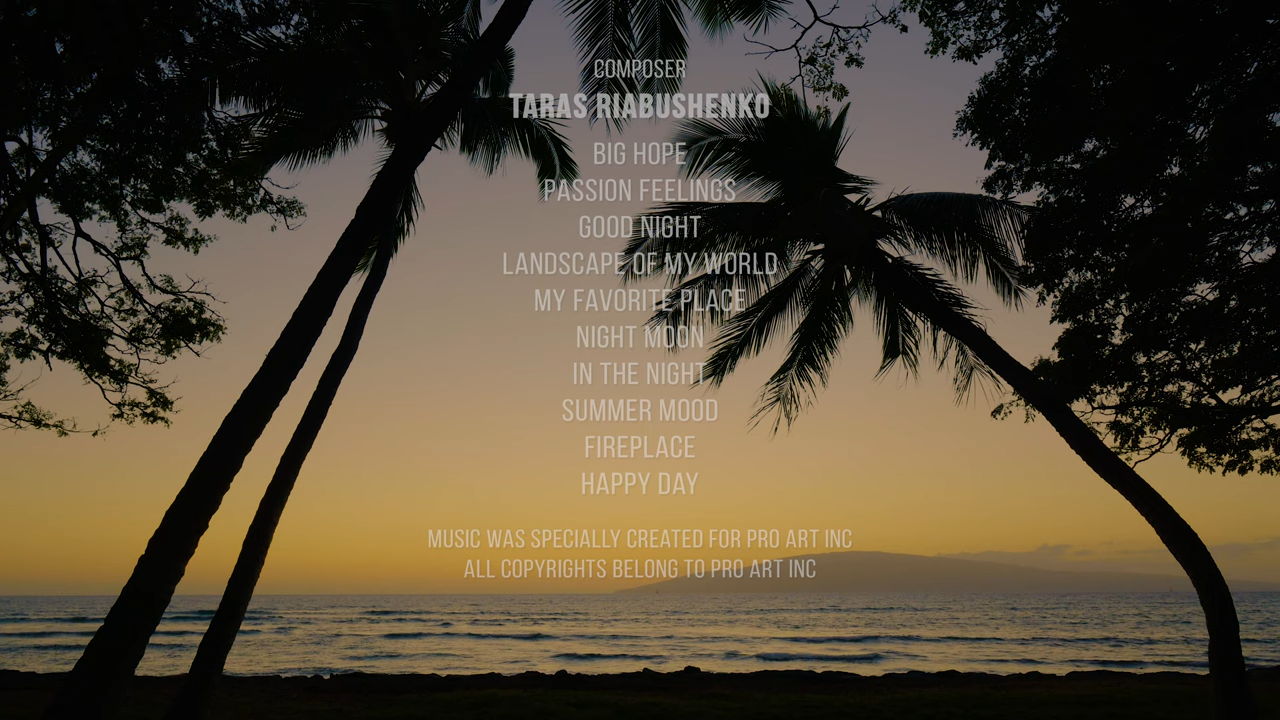 COMPOSER
TARAS RIABUSHENKO
BIG HOPE
PASSION FEELINGS
GOOD NIGHT
LANDSCAPE OF MY WORLD
MY FAVORITE PLACE
NIGHT MOON
IN THE NIGHT
SUMMER MOOD
FIREPLACE
HAPPY DAY
MUSIC WAS SPECIALLY CREATED FOR PRO ART INC
ALL COPYRIGHTS BELONG TO PRO ART INC